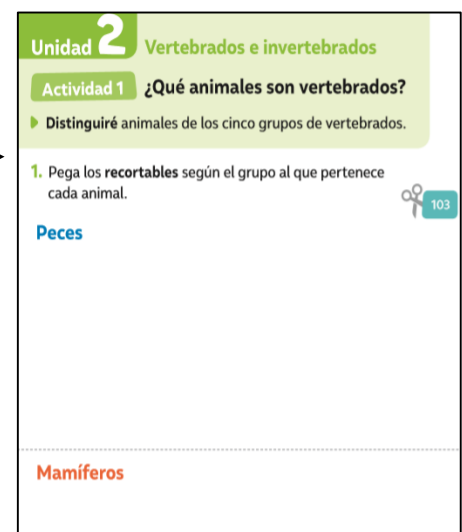 Unidad 2 Vertebrados e invertebrados
Actividad 1 ¿Qué animales son vertebrados?
Distinguiré animales de los cinco grupos de vertebrados.
1. Pega los recortables según el grupo al que pertenece
cada animal.
103
Peces
Mamíferos